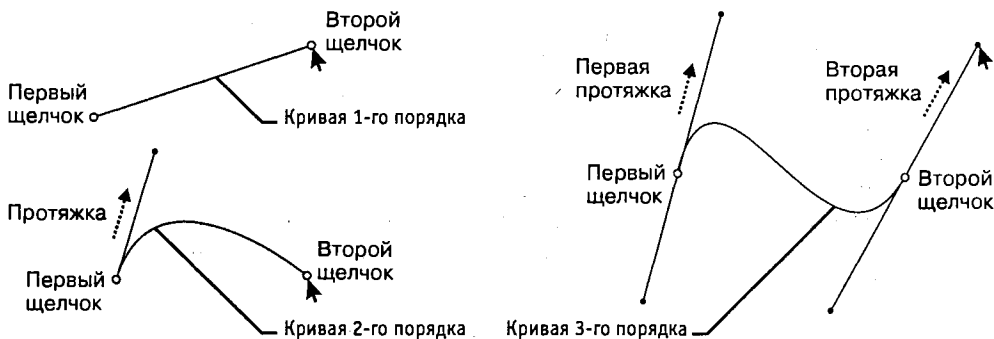 Второй
щелчок
Первый
щелчок
Кривая 1-го порядка
Протяжка
Первый
щелчок
Второй
щелчок
Кривая 2-го порядка
Первая
протяжка
Вторая
протяжка
Первый
щелчок
Второй
щелчок
Кривая 3-го порядка